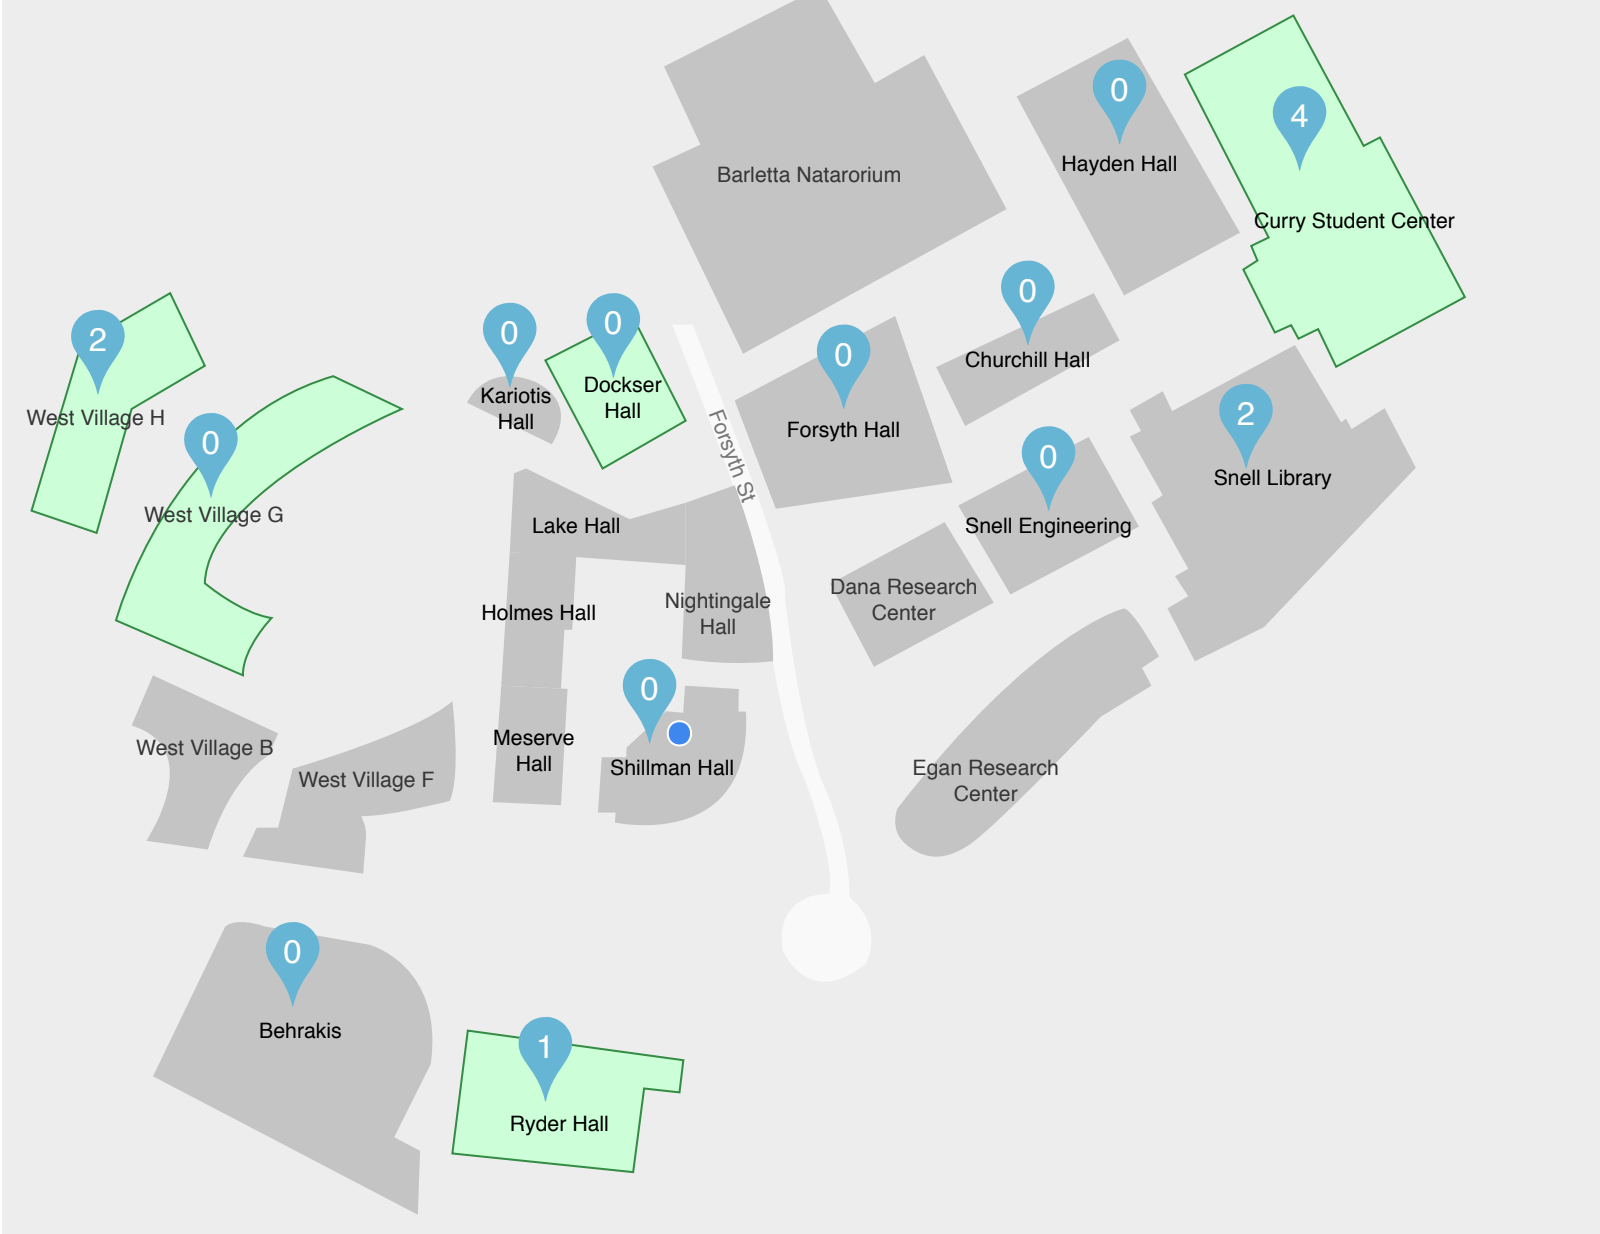 0
Hayden Hall
4
Curry Student Center
Barletta Natarorium
0
Churchill Hall
2
West Village H
0
Kariotis
Hall
0
Dockser
Hall
0
Forsyth Hall
Forsyth St
0
West Village G
0
Snell Engineering
2
Snell Library
Lake Hall
Holmes Hall
Nightingale
Hall
Dana Research
Center
0
Shillman Hall
Meserve
Hall
West Village B
West Village F
Egan Research
Center
0
Behrakis
1
Ryder Hall